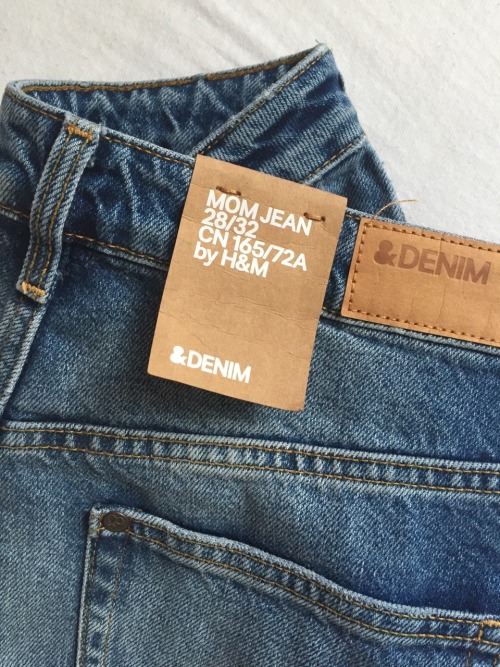 MOM JEAN
28/32
CN 165/72A
by H&M
&DENIM
&DENIM